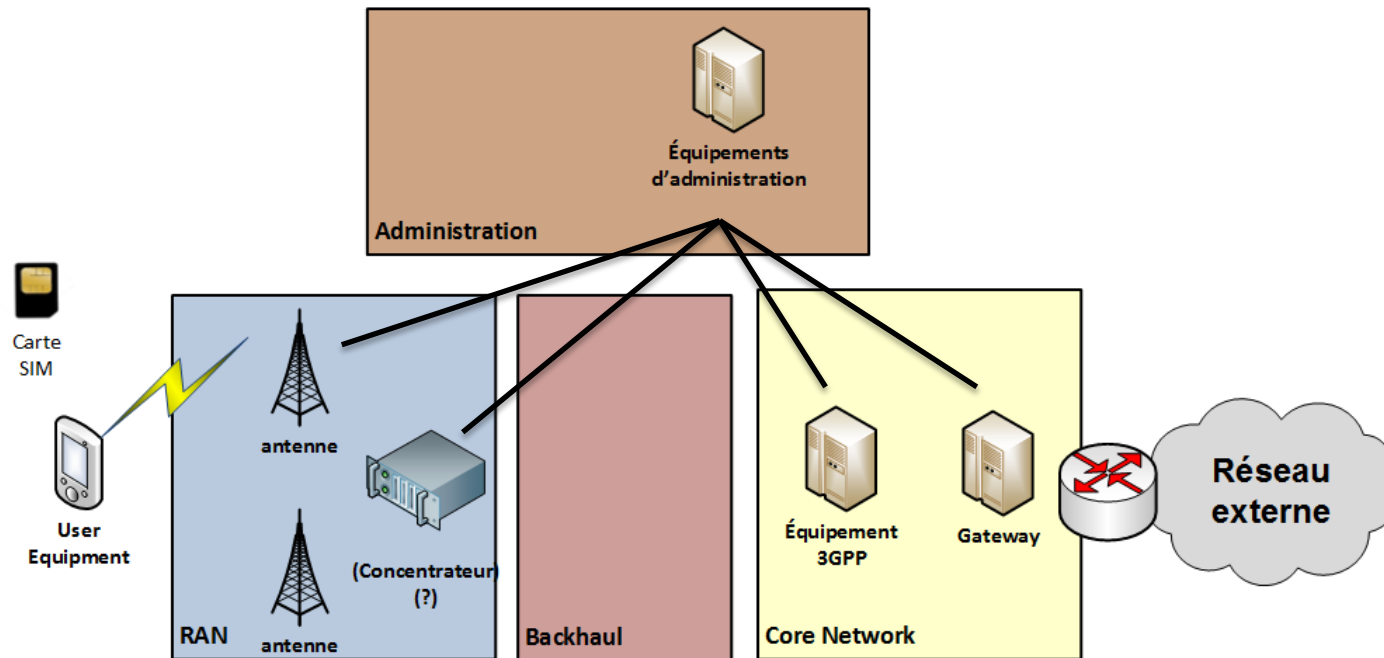 Équipements
d'administration
Administration
Carte
SIM
User
Equipment
antenne
(Concentrateur)
(?)
antenne
RAN
Backhaul
Équipement
3GPP
Gateway
Core Network
Réseau
externe